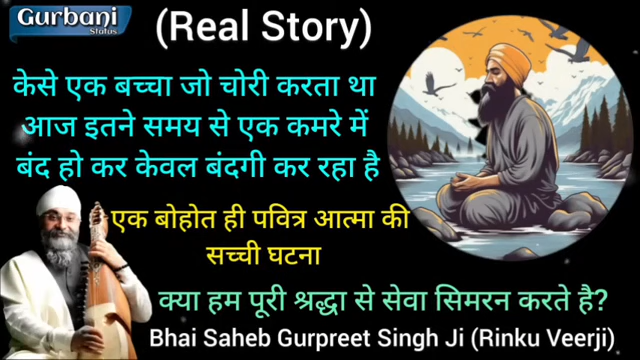 Gurbani
Status
(Real Story)
केसे एक बच्चा जो चोरी करता था
आज इतने समय से एक कमरे में
बंद हो कर केवल बंदगी कर रहा है
एक बोहोत ही पवित्र आत्मा की
सच्ची घटना
क्या हम पूरी श्रद्धा से सेवा सिमरन करते है?
Bhai Saheb Gurpreet Singh Ji (Rinku Veerji)